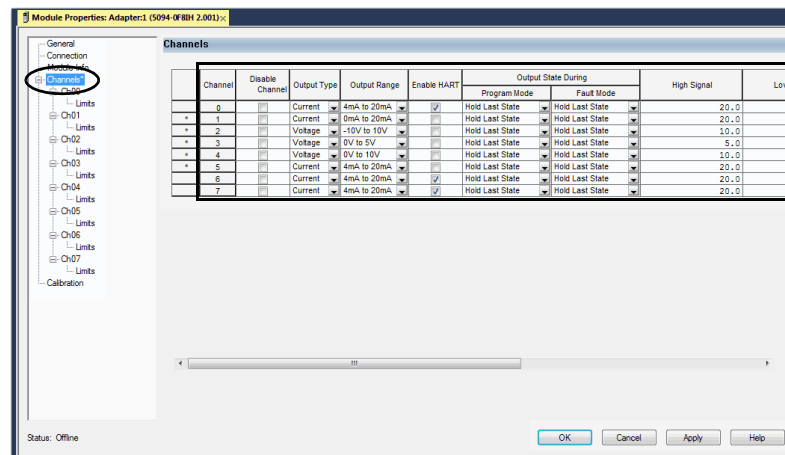 Module Properties: Adapter:1 (5094-OF8IH 2.001) ×
General
Connection
Module Info
Channels*
Ch00
Limits
Ch01
Limits
Ch02
Limits
Ch03
Limits
Ch04
Limits
Ch05
Limits
Ch06
Limits
Ch07
Limits
Calibration
Channels
Channel Disable Channel Output Type Output Range Enable HART Output State During High Signal Lo
Program Mode Fault Mode
0 Current 4mA to 20mA Hold Last State Hold Last State 20.0
* 1 Current 0mA to 20mA Hold Last State Hold Last State 20.0
* 2 Voltage -10V to 10V Hold Last State Hold Last State 10.0
* 3 Voltage 0V to 5V Hold Last State Hold Last State 5.0
* 4 Voltage 0V to 10V Hold Last State Hold Last State 10.0
* 5 Current 4mA to 20mA Hold Last State Hold Last State 20.0
6 Current 4mA to 20mA Hold Last State Hold Last State 20.0
7 Current 4mA to 20mA Hold Last State Hold Last State 20.0
Status: Offline
OK Cancel Apply Help